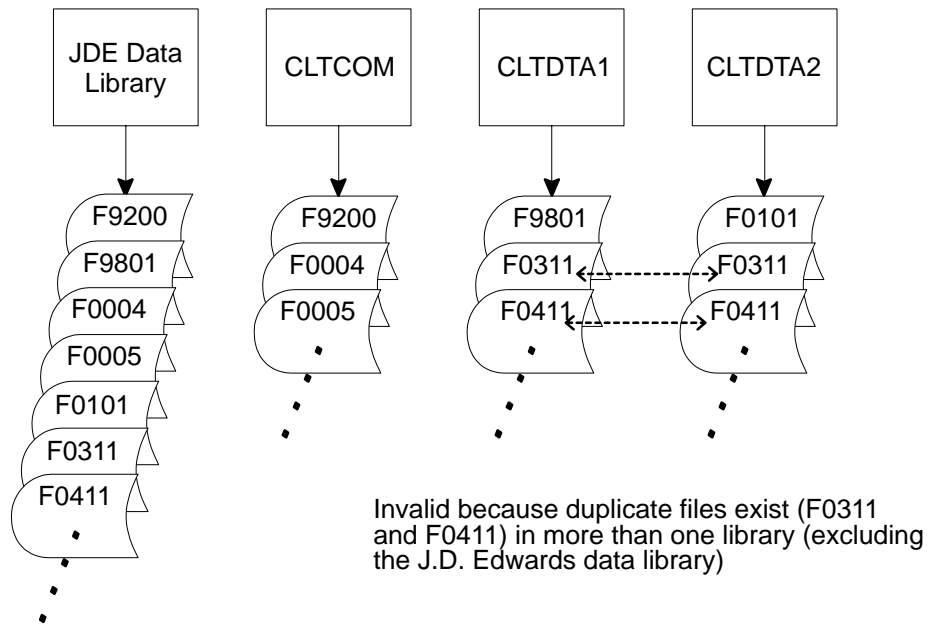 JDE Data
Library
CLTCOM
CLTDTA1
CLTDTA2
F9200
F9801
F0004
F0005
F0101
F0311
F0411
F9200
F0004
F0005
F9801
F0311
F0411
F0101
F0311
F0411
Invalid because duplicate files exist (F0311
and F0411) in more than one library (excluding
the J.D. Edwards data library)